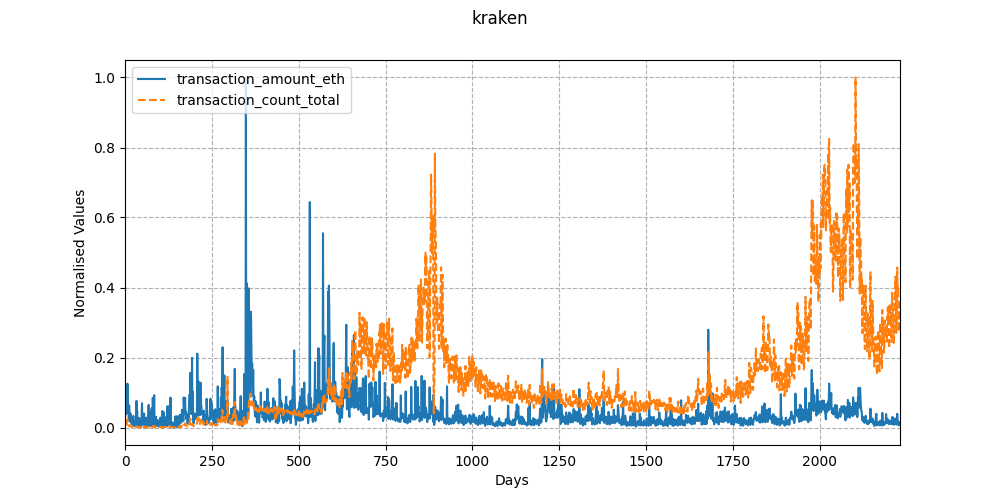 kraken
transaction_amount_eth
transaction_count_total
1.0
0.8
0.6
0.4
0.2
0.0
Normalised Values
0 250 500 750 1000 1250 1500 1750 2000
Days